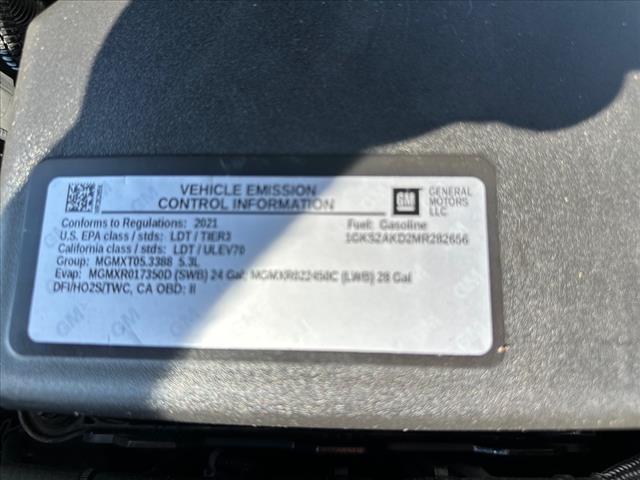 VEHICLE EMISSION
CONTROL INFORMATION
GM
GENERAL
MOTORS
LLC
Conforms to Regulations: 2021
Fuel: Gasoline
U.S. EPA class / stds: LDT / TIER3
1GKS2AKD2MR282656
California class / stds: LDT / ULEV70
Group: MGMXT05.3388 5.3L
Evap: MGMXR017350D (SWB) 24 Gal; (LWB) 28 Gal
DFI/HO2S/TWC, CA OBD: II